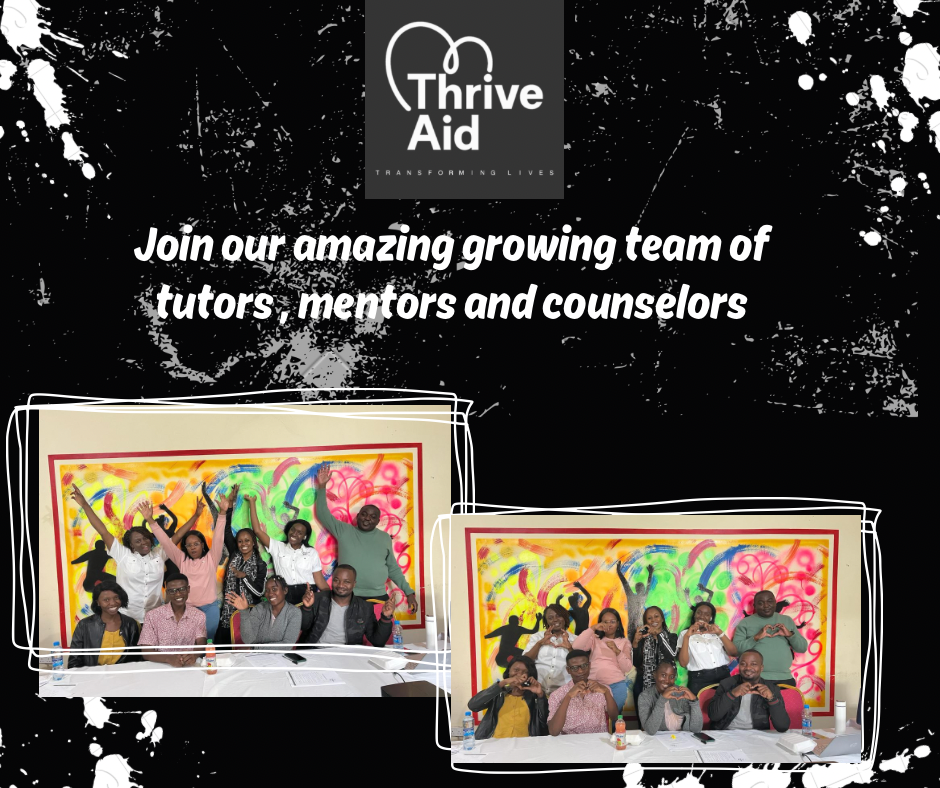 Thrive
Aid
TRANSFORMING LIVES
Join our amazing growing team of
tutors , mentors and counselors